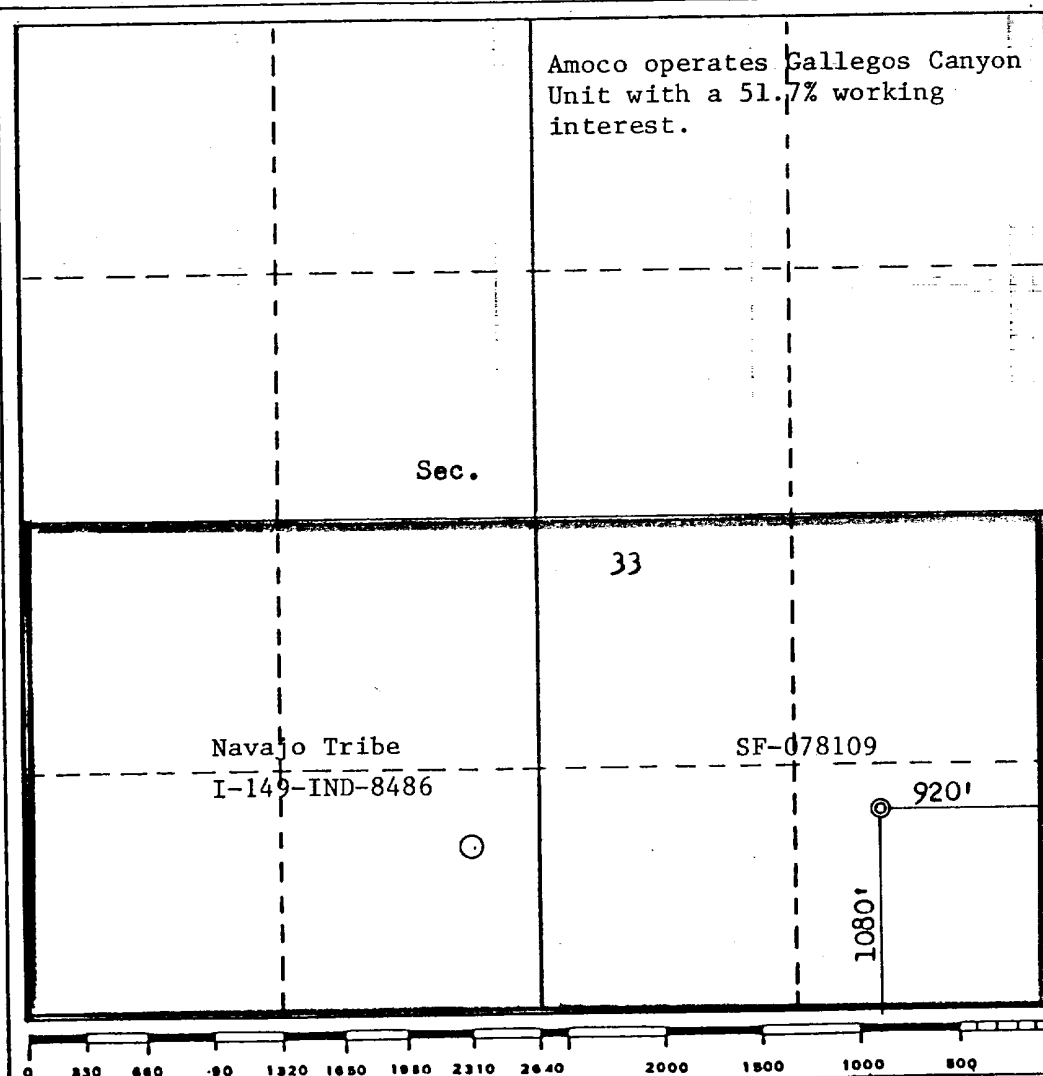 Amoco operates Gallegos Canyon
Unit with a 51.7% working
interest.
Sec.
33
Navajo Tribe
I-149-IND-8486
SF-078109
920'
1080'
0 330 660 90 1320 1650 1980 2310 2640 2000 1500 1000 500